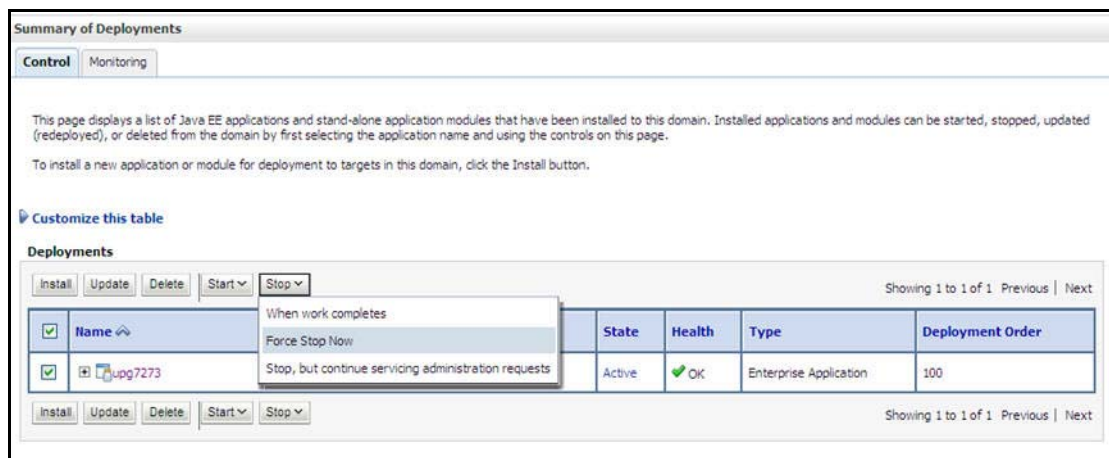 Summary of Deployments
Control Monitoring
This page displays a list of Java EE applications and stand-alone application modules that have been installed to this domain. Installed applications and modules can be started, stopped, updated
(redeployed), or deleted from the domain by first selecting the application name and using the controls on this page.
To install a new application or module for deployment to targets in this domain, click the Install button.
Customize this table
Deployments
Install Update Delete Start Stop Showing 1 to 1 of 1 Previous | Next
When work completes
Name State Health Type Deployment Order
Force Stop Now
Stop, but continue servicing administration requests
upg7273 Active OK Enterprise Application 100
Install Update Delete Start Stop Showing 1 to 1 of 1 Previous | Next